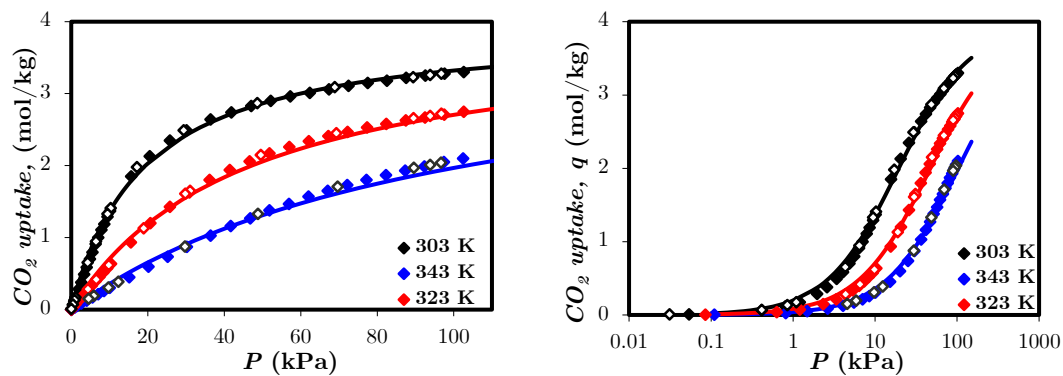 CO₂ uptake, (mol/kg)
4
3
2
1
0
0 20 40 60 80 100
P (kPa)
303 K
343 K
323 K
CO₂ uptake, q (mol/kg)
4
3
2
1
0
0.01 0.1 1 10 100 1000
P (kPa)
303 K
343 K
323 K